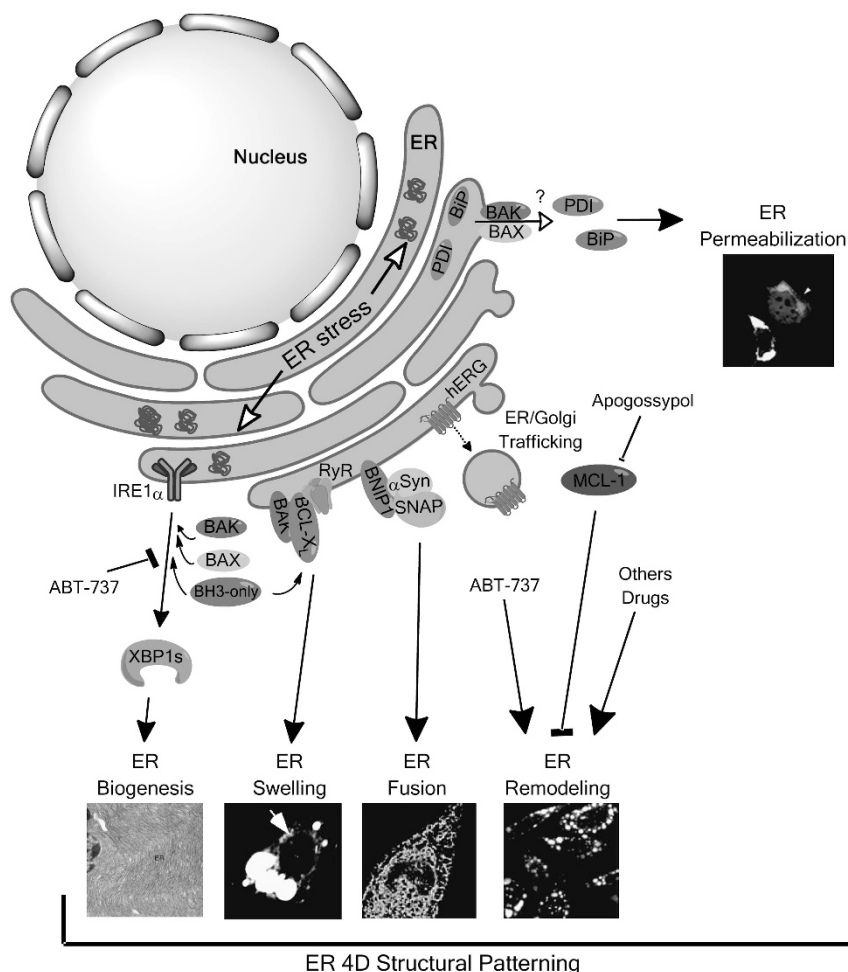 Nucleus
ER
ER stress
BiP
PDI
?
BAK
BAX
PDI
BiP
ER
Permeabilization
hERG
ER/Golgi
Trafficking
Apogossypol
MCL-1
IRE1α
RyR
BAK
BCL-XL
BNIP1
αSyn
SNAP
BAK
BAX
BH3-only
ABT-737
ABT-737
Others
Drugs
XBP1s
ER
Biogenesis
ER
Swelling
ER
Fusion
ER
Remodeling
ER
ER 4D Structural Patterning